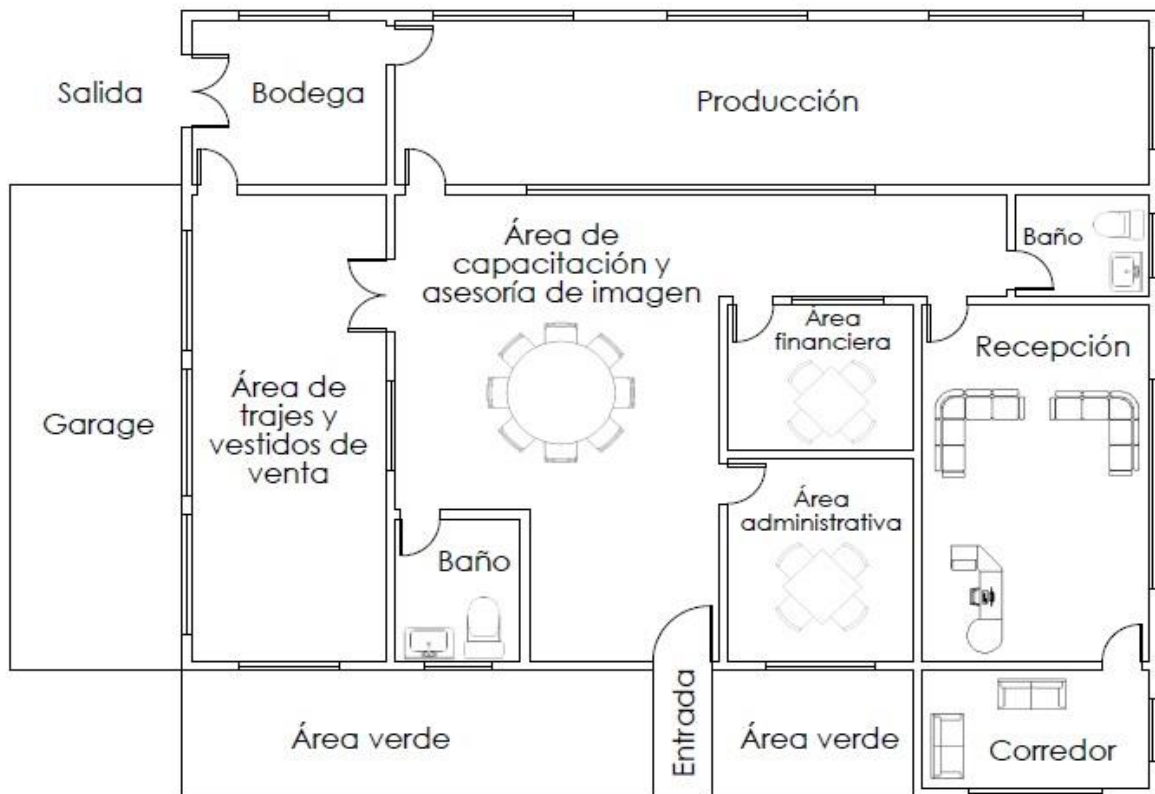 Salida
Bodega
Producción
Área de
capacitación y
asesoría de imagen
Baño
Área
financiera
Recepción
Garage
Área de
trajes y
vestidos de
venta
Área
administrativa
Baño
Área verde
Entrada
Área verde
Corredor